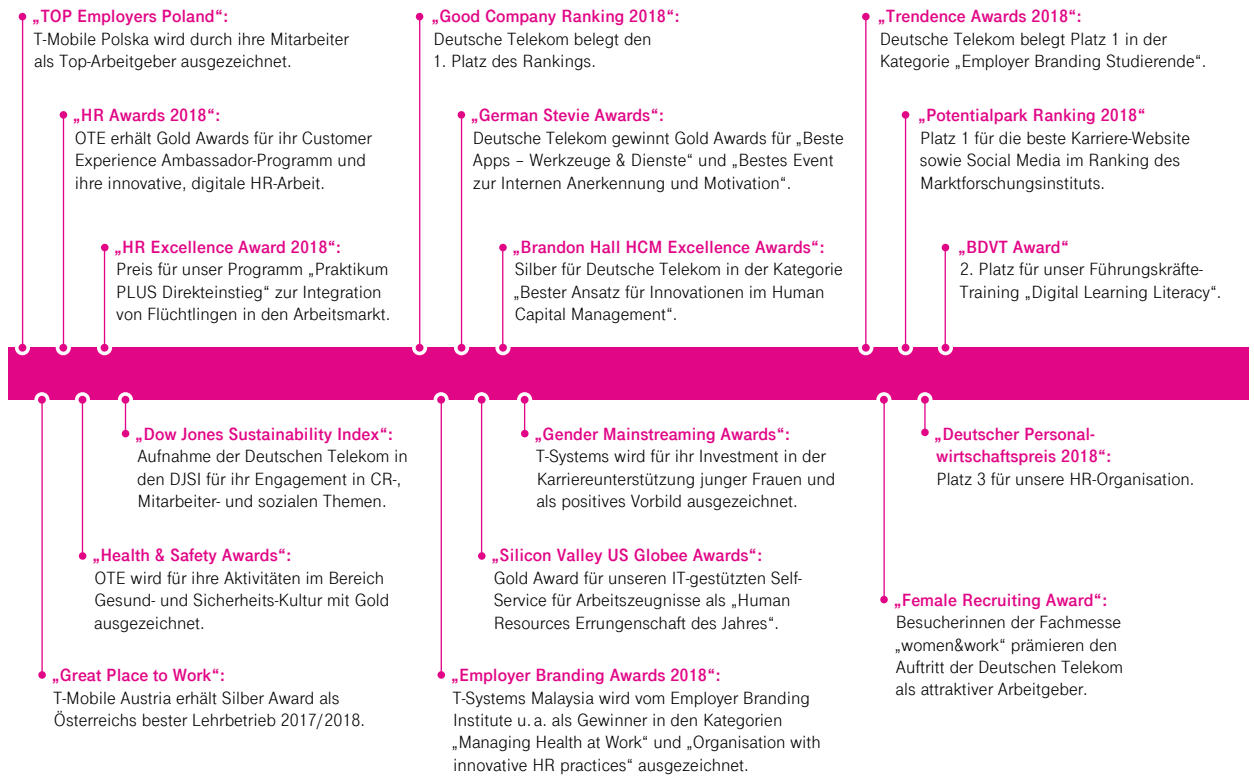 „TOP Employers Poland“:
T-Mobile Polska wird durch ihre Mitarbeiter
als Top-Arbeitgeber ausgezeichnet.
„HR Awards 2018“:
OTE erhält Gold Awards für ihr Customer
Experience Ambassador-Programm und
ihre innovative, digitale HR-Arbeit.
„HR Excellence Award 2018“:
Preis für unser Programm „Praktikum
PLUS Direkteinstieg“ zur Integration
von Flüchtlingen in den Arbeitsmarkt.
„Good Company Ranking 2018“:
Deutsche Telekom belegt den
1. Platz des Rankings.
„German Stevie Awards“:
Deutsche Telekom gewinnt Gold Awards für „Beste
Apps – Werkzeuge & Dienste“ und „Bestes Event
zur Internen Anerkennung und Motivation“.
„Brandon Hall HCM Excellence Awards“:
Silber für Deutsche Telekom in der Kategorie
„Bester Ansatz für Innovationen im Human
Capital Management“.
„Trendence Awards 2018“:
Deutsche Telekom belegt Platz 1 in der
Kategorie „Employer Branding Studierende“.
„Potentialpark Ranking 2018“
Platz 1 für die beste Karriere-Website
sowie Social Media im Ranking des
Marktforschungsinstituts.
„BDVT Award“
2. Platz für unser Führungskräfte-
Training „Digital Learning Literacy“.
„Dow Jones Sustainability Index“:
Aufnahme der Deutschen Telekom in
den DJSI für ihr Engagement in CR-,
Mitarbeiter- und sozialen Themen.
„Health & Safety Awards“:
OTE wird für ihre Aktivitäten im Bereich
Gesund- und Sicherheits-Kultur mit Gold
ausgezeichnet.
„Great Place to Work“:
T-Mobile Austria erhält Silber Award als
Österreichs bester Lehrbetrieb 2017/2018.
„Gender Mainstreaming Awards“:
T-Systems wird für ihr Investment in der
Karriereunterstützung junger Frauen und
als positives Vorbild ausgezeichnet.
„Silicon Valley US Globee Awards“:
Gold Award für unseren IT-gestützten Self-
Service für Arbeitszeugnisse als „Human
Resources Errungenschaft des Jahres“.
„Employer Branding Awards 2018“:
T-Systems Malaysia wird vom Employer Branding
Institute u. a. als Gewinner in den Kategorien
„Managing Health at Work“ und „Organisation with
innovative HR practices“ ausgezeichnet.
„Deutscher Personal-
wirtschaftspreis 2018“:
Platz 3 für unsere HR-Organisation.
„Female Recruiting Award“:
Besucherinnen der Fachmesse
„women&work“ prämieren den
Auftritt der Deutschen Telekom
als attraktiver Arbeitgeber.